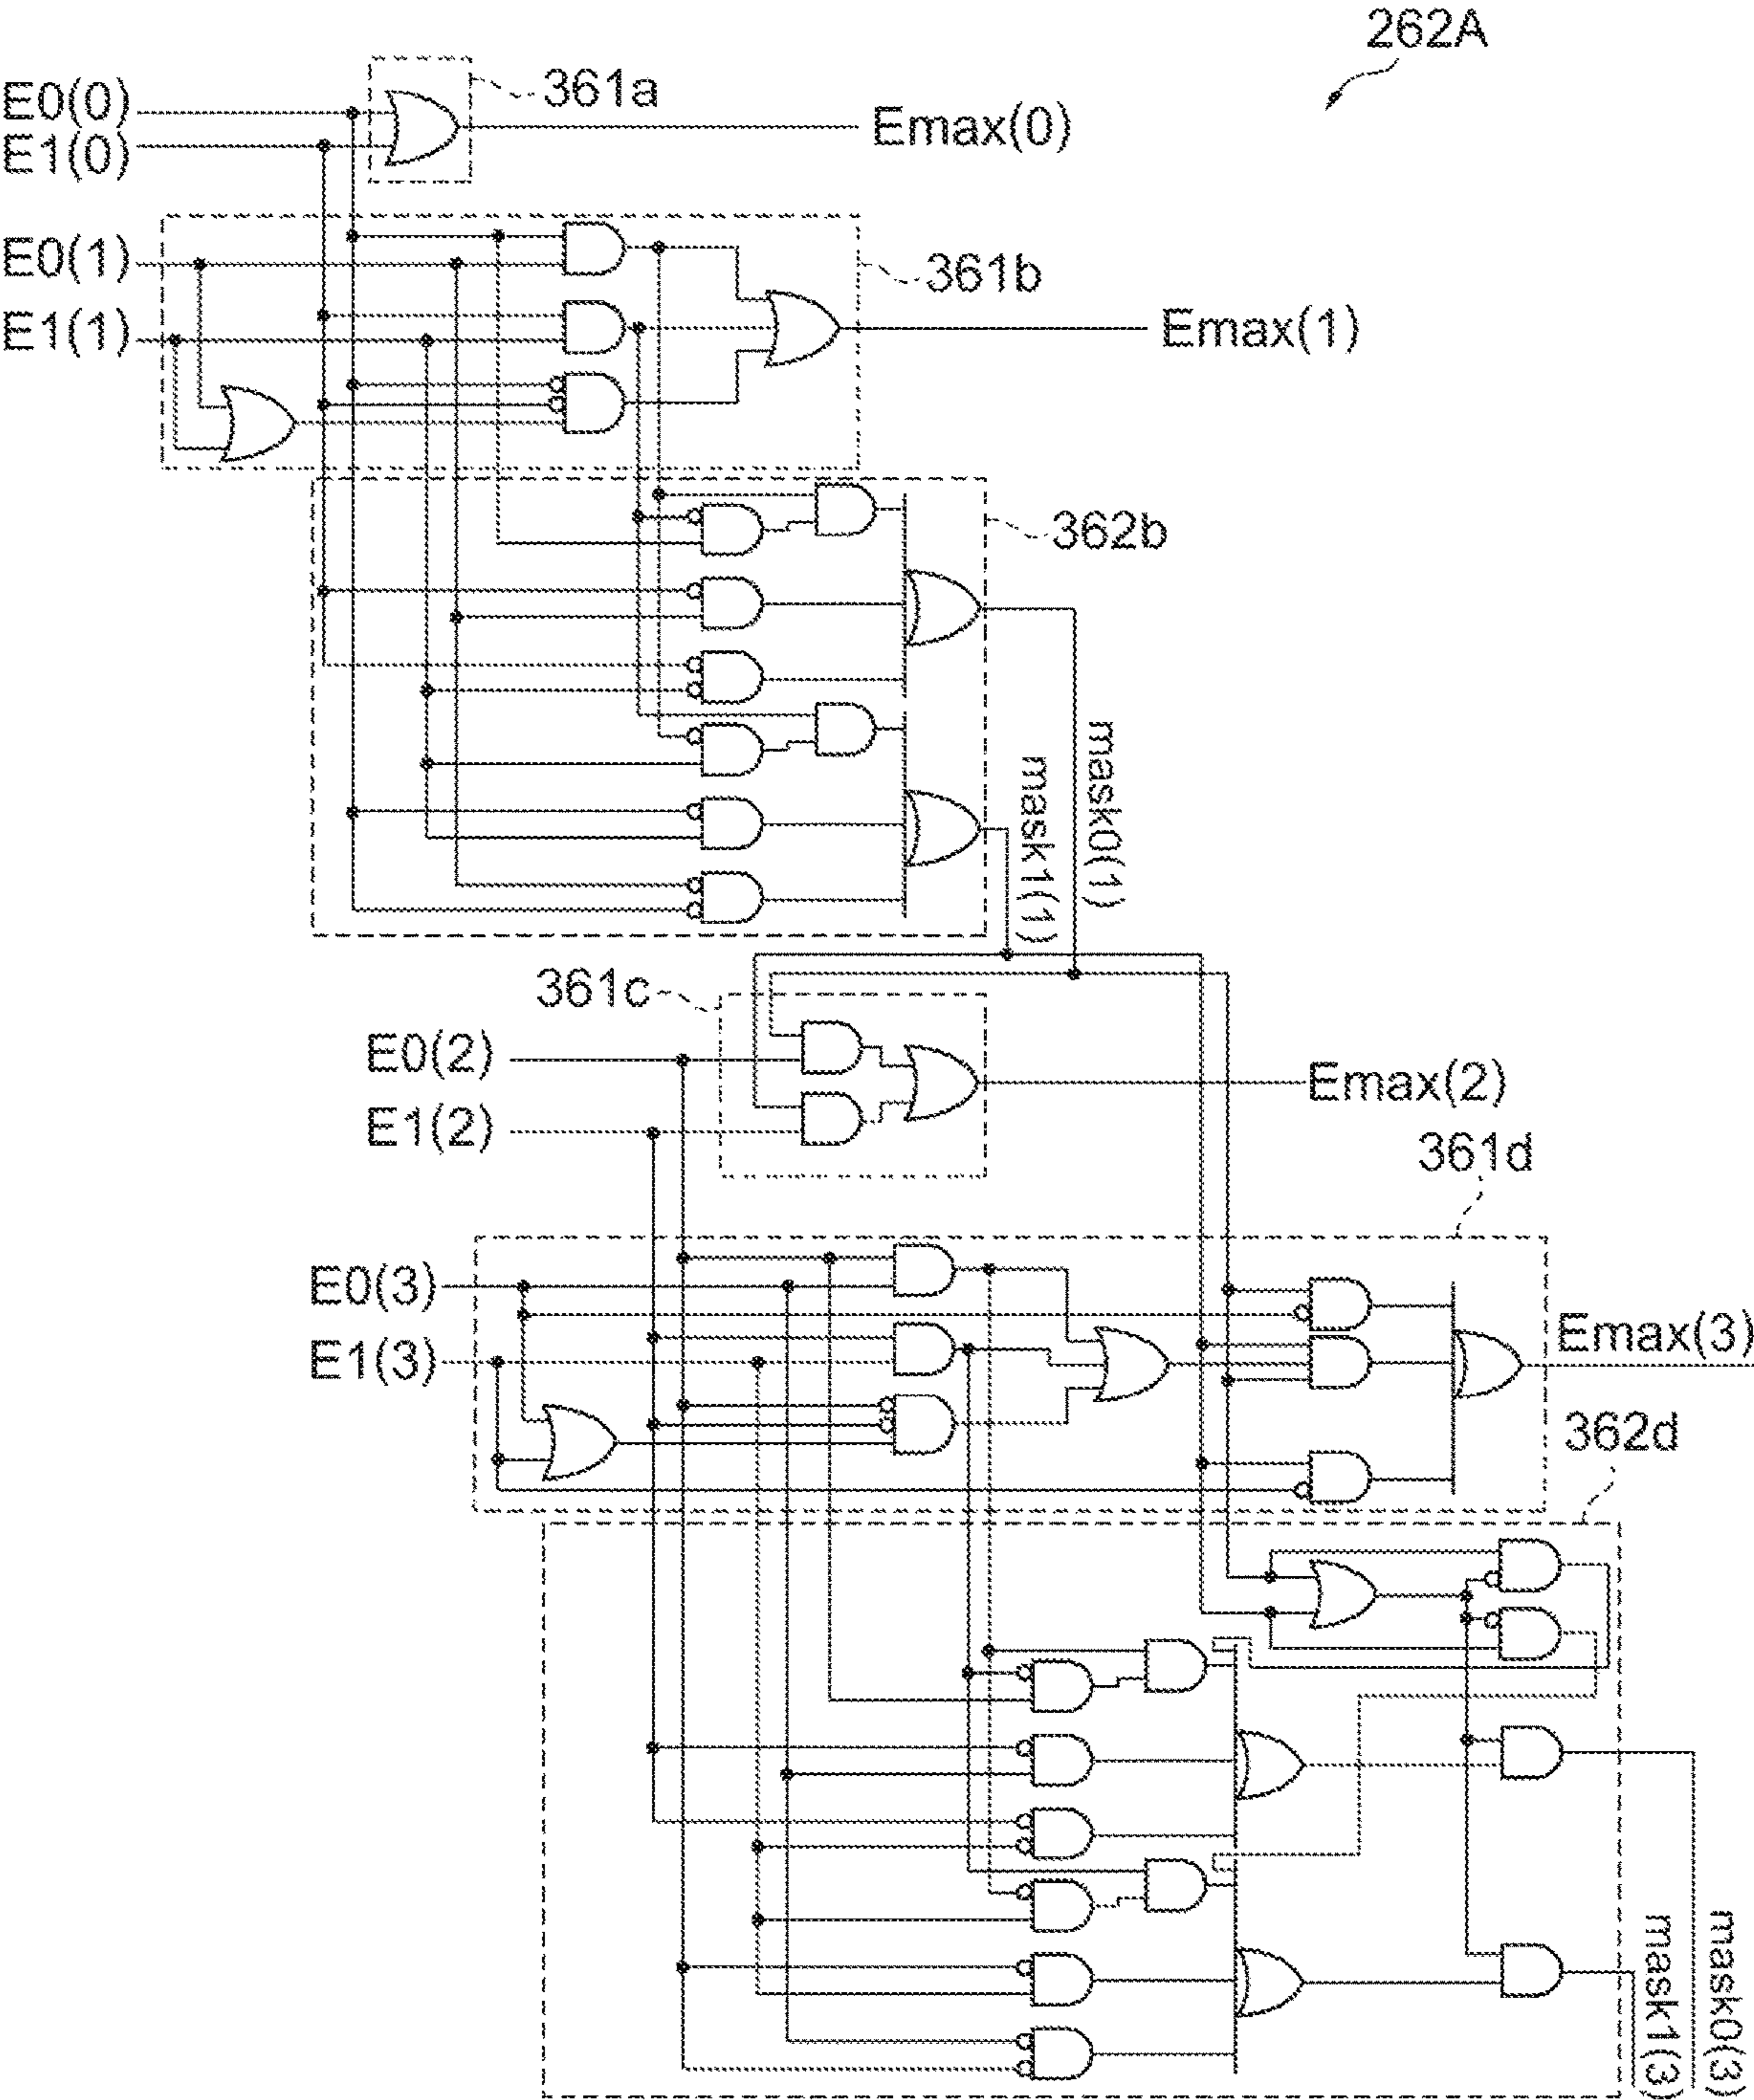 262A
361a
E0(0)
E1(0)
Emax(0)
E0(1)
361b
E1(1)
Emax(1)
362b
mask0(1)
mask1(1)
361c
E0(2)
Emax(2)
E1(2)
361d
E0(3)
Emax(3)
E1(3)
362d
mask0(3)
mask1(3)